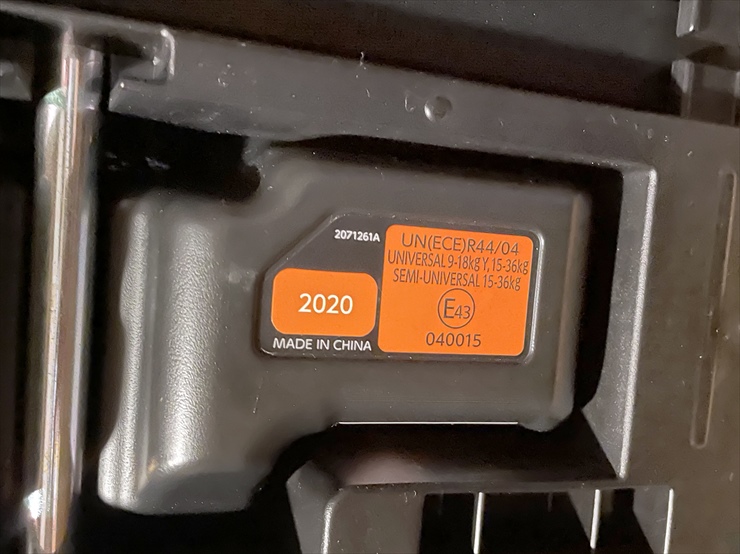 2071261A
2020
MADE IN CHINA
UN(ECE)R44/04
UNIVERSAL 9-18kg Y, 15-36kg
SEMI-UNIVERSAL 15-36kg
E43
040015